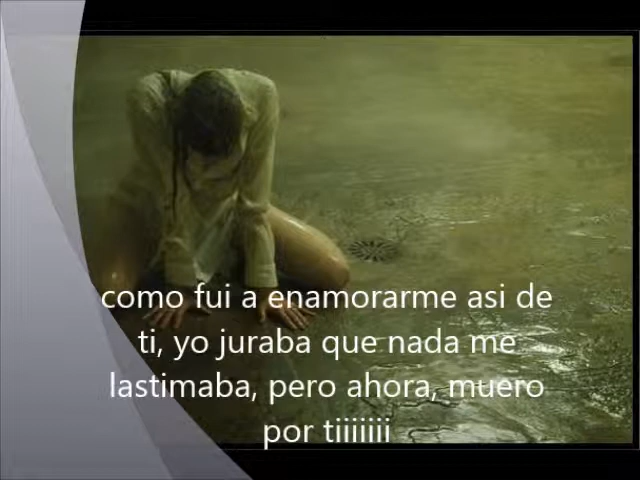 como fui a enamorarme asi de
ti, yo juraba que nada me
lastimaba, pero ahora, muero
por tiiiiiii